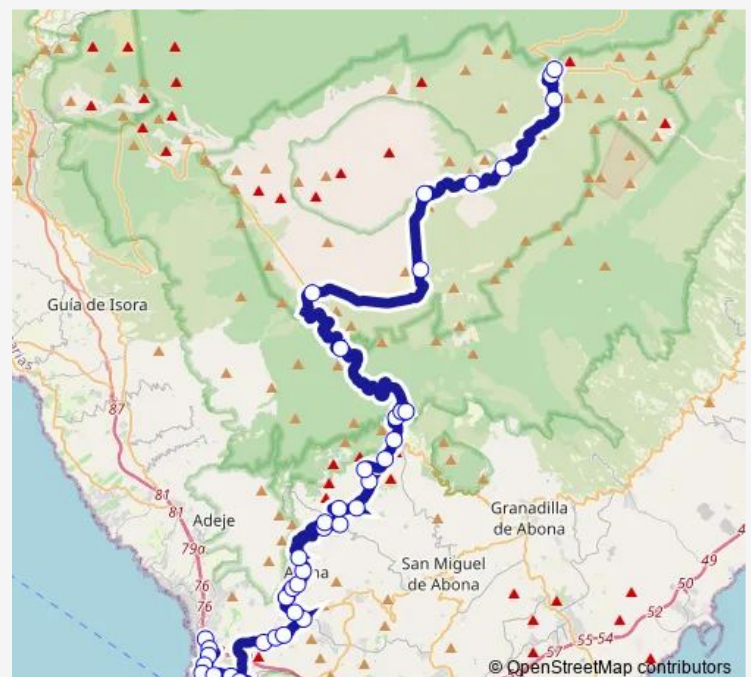 Guía de Isora
87
81
81
Adeje
79a
76
76
Granadilla
de Abona
San Miguel
de Abona
49
50
52
55-54
57
© OpenStreetMap contributors